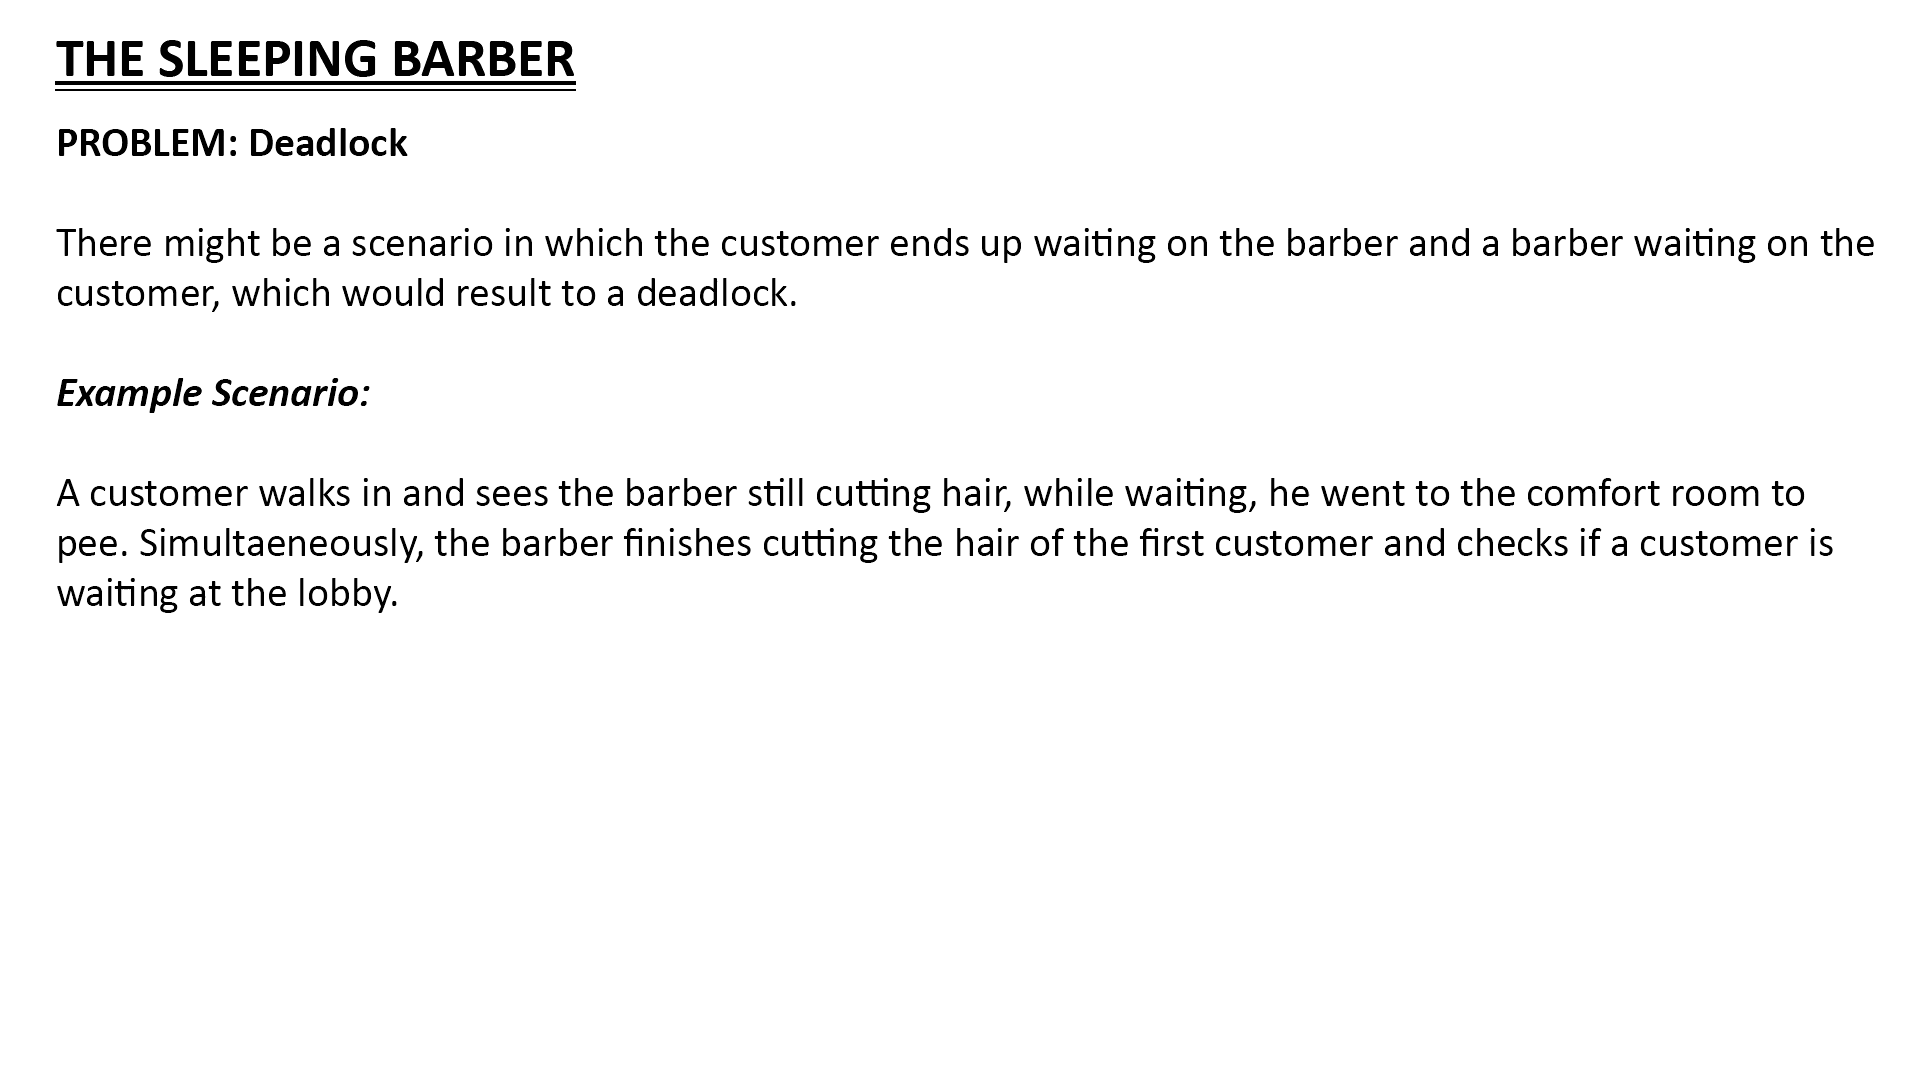 THE SLEEPING BARBER
PROBLEM: Deadlock
There might be a scenario in which the customer ends up waiting on the barber and a barber waiting on the
customer, which would result to a deadlock.
Example Scenario:
A customer walks in and sees the barber still cutting hair, while waiting, he went to the comfort room to
pee. Simultaeneously, the barber finishes cutting the hair of the first customer and checks if a customer is
waiting at the lobby.